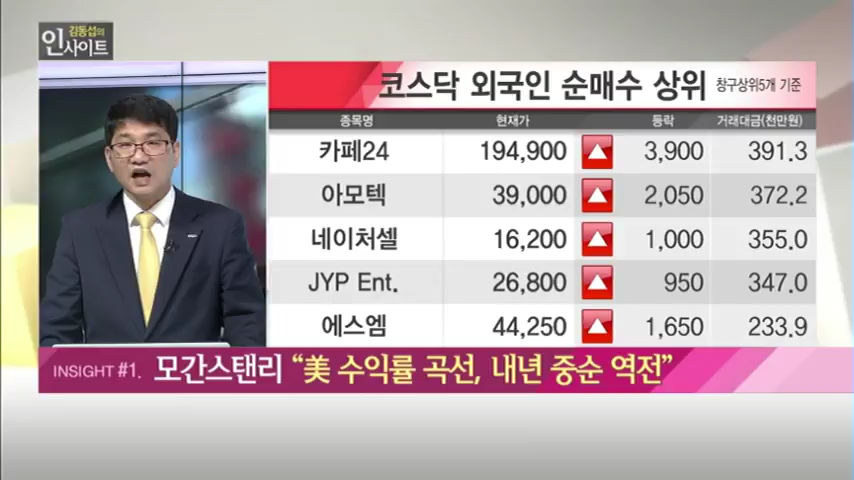 김동섭의
인사이트
코스닥 외국인 순매수 상위 창구상위5개 기준
종목명 현재가 등락 거래대금(천만원)
카페24 194,900 3,900 391.3
아모텍 39,000 2,050 372.2
네이처셀 16,200 1,000 355.0
JYP Ent. 26,800 950 347.0
에스엠 44,250 1,650 233.9
INSIGHT #1. 모간스탠리 “美 수익률 곡선, 내년 중순 역전”